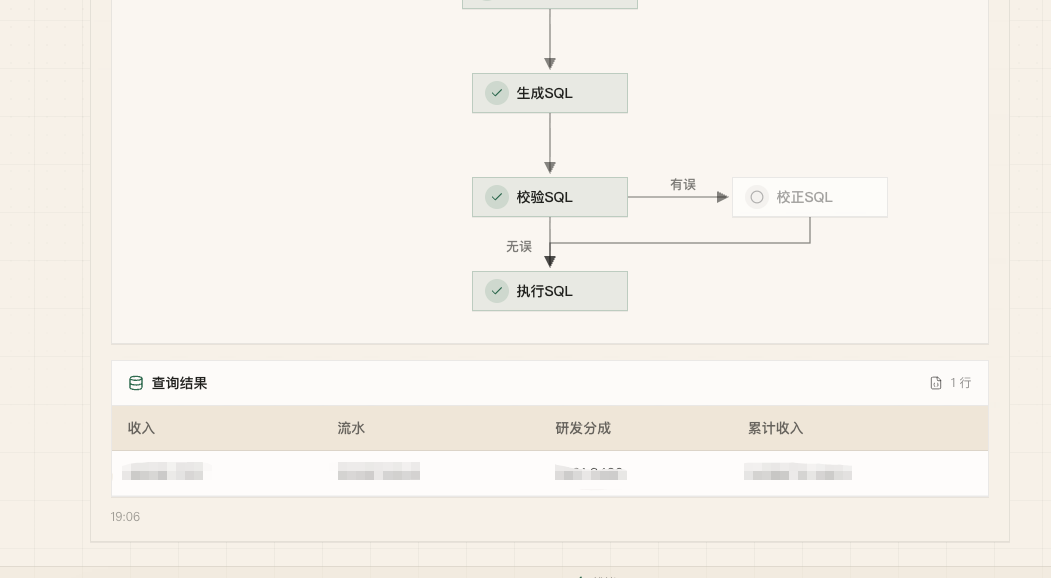 生成SQL
校验SQL
有误
校正SQL
无误
执行SQL
查询结果
1 行
收入
流水
研发分成
累计收入
19:06